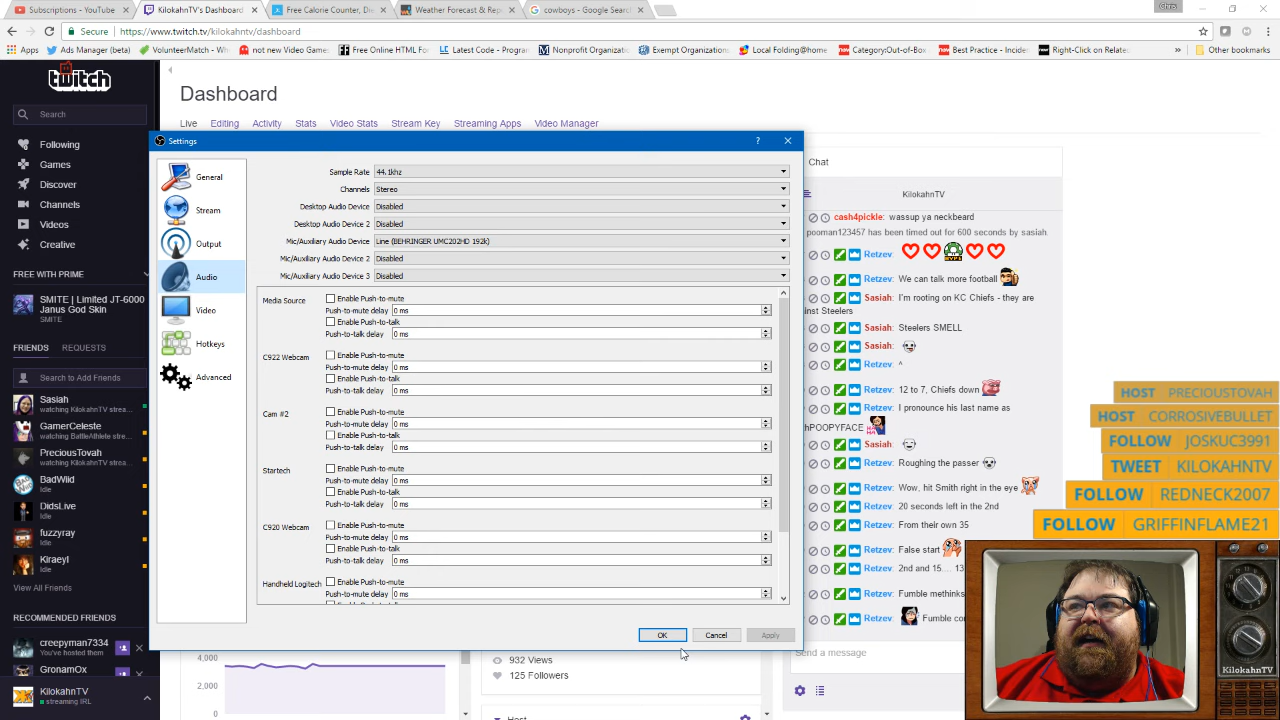 Subscriptions - YouTube
KilokahnTV's Dashboard
Free Calorie Counter, Die
Weather Forecast & Repo
cowboys - Google Search
Chris
Secure
https://www.twitch.tv/kilokahntv/dashboard
Apps
Ads Manager (beta)
VolunteerMatch - Wh
not new Video Games
Free Online HTML For
Latest Code - Pro
Nonprofit Organizatio
Exempt Organizatio
Local Folding@home
CategoryOut-of-Box
Best Practice - Incide
Right-Click on Relate
Other bookmarks
twitch
Search
Following
Games
Discover
Channels
Videos
Creative
FREE WITH PRIME
SMITE | Limited JT-6000
Janus God Skin
SMITE
FRIENDS
REQUESTS
Search to Add Friends
Sasiah
watching KilokahnTV strea...
GamerCeleste
watching BattleAthlete stre...
PreciousTovah
watching KilokahnTV strea...
BadWild
Idle
DidsLive
Idle
fuzzyray
Idle
Kiraeyl
Idle
View All Friends
RECOMMENDED FRIENDS
creepyman7334
You've hosted them
GronamOx
KilokahnTV
streaming IRL
Dashboard
Live
Editing
Activity
Stats
Video Stats
Stream Key
Streaming Apps
Video Manager
Settings
General
Stream
Output
Audio
Video
Hotkeys
Advanced
Sample Rate 44.1khz
Channels Stereo
Desktop Audio Device Disabled
Desktop Audio Device 2 Disabled
Mic/Auxiliary Audio Device Line (BEHRINGER UMC202HD 192k)
Mic/Auxiliary Audio Device 2 Disabled
Mic/Auxiliary Audio Device 3 Disabled
Media Source Enable Push-to-mute
Push-to-mute delay 0 ms
Enable Push-to-talk
Push-to-talk delay 0 ms
C922 Webcam Enable Push-to-mute
Push-to-mute delay 0 ms
Enable Push-to-talk
Push-to-talk delay 0 ms
Cam #2 Enable Push-to-mute
Push-to-mute delay 0 ms
Enable Push-to-talk
Push-to-talk delay 0 ms
Startech Enable Push-to-mute
Push-to-mute delay 0 ms
Enable Push-to-talk
Push-to-talk delay 0 ms
C920 Webcam Enable Push-to-mute
Push-to-mute delay 0 ms
Enable Push-to-talk
Push-to-talk delay 0 ms
Handheld Logitech Enable Push-to-mute
Push-to-mute delay 0 ms
OK
Cancel
Apply
4,000
2,000
0
932 Views
125 Followers
Host
Chat
KilokahnTV
cash4pickle: wassup ya neckbeard
pooman123457 has been timed out for 600 seconds by sasiah.
Retzev:
Retzev: We can talk more football
Sasiah: I'm rooting on KC Chiefs - they are
inst Steelers
Sasiah: Steelers SMELL
Sasiah:
Retzev: ^
Retzev: 12 to 7, Chiefs down
Retzev: I pronounce his last name as
hPOOPYFACE
Sasiah:
Retzev: Roughing the passer
Retzev: Wow, hit Smith right in the eye
Retzev: 20 seconds left in the 2nd
Retzev: From their own 35
Retzev: False start
Retzev: 2nd and 15.... 13
Retzev: Fumble methinks
Retzev: Fumble con
Send a message
HOST PRECIOUSTOVAH
HOST CORROSIVEBULLET
FOLLOW JOSKUC3991
TWEET KILOKAHNTV
FOLLOW REDNECK2007
FOLLOW GRIFFINFLAME21
KilokahnTV